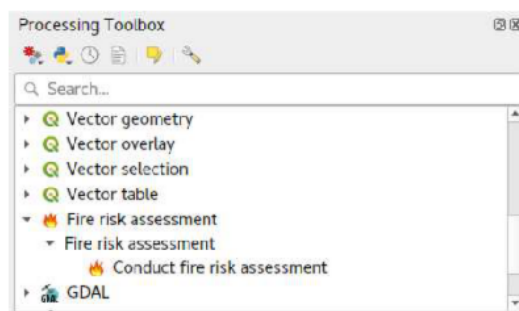 Processing Toolbox
Search...
Vector geometry
Vector overlay
Vector selection
Vector table
Fire risk assessment
Fire risk assessment
Conduct fire risk assessment
GDAL